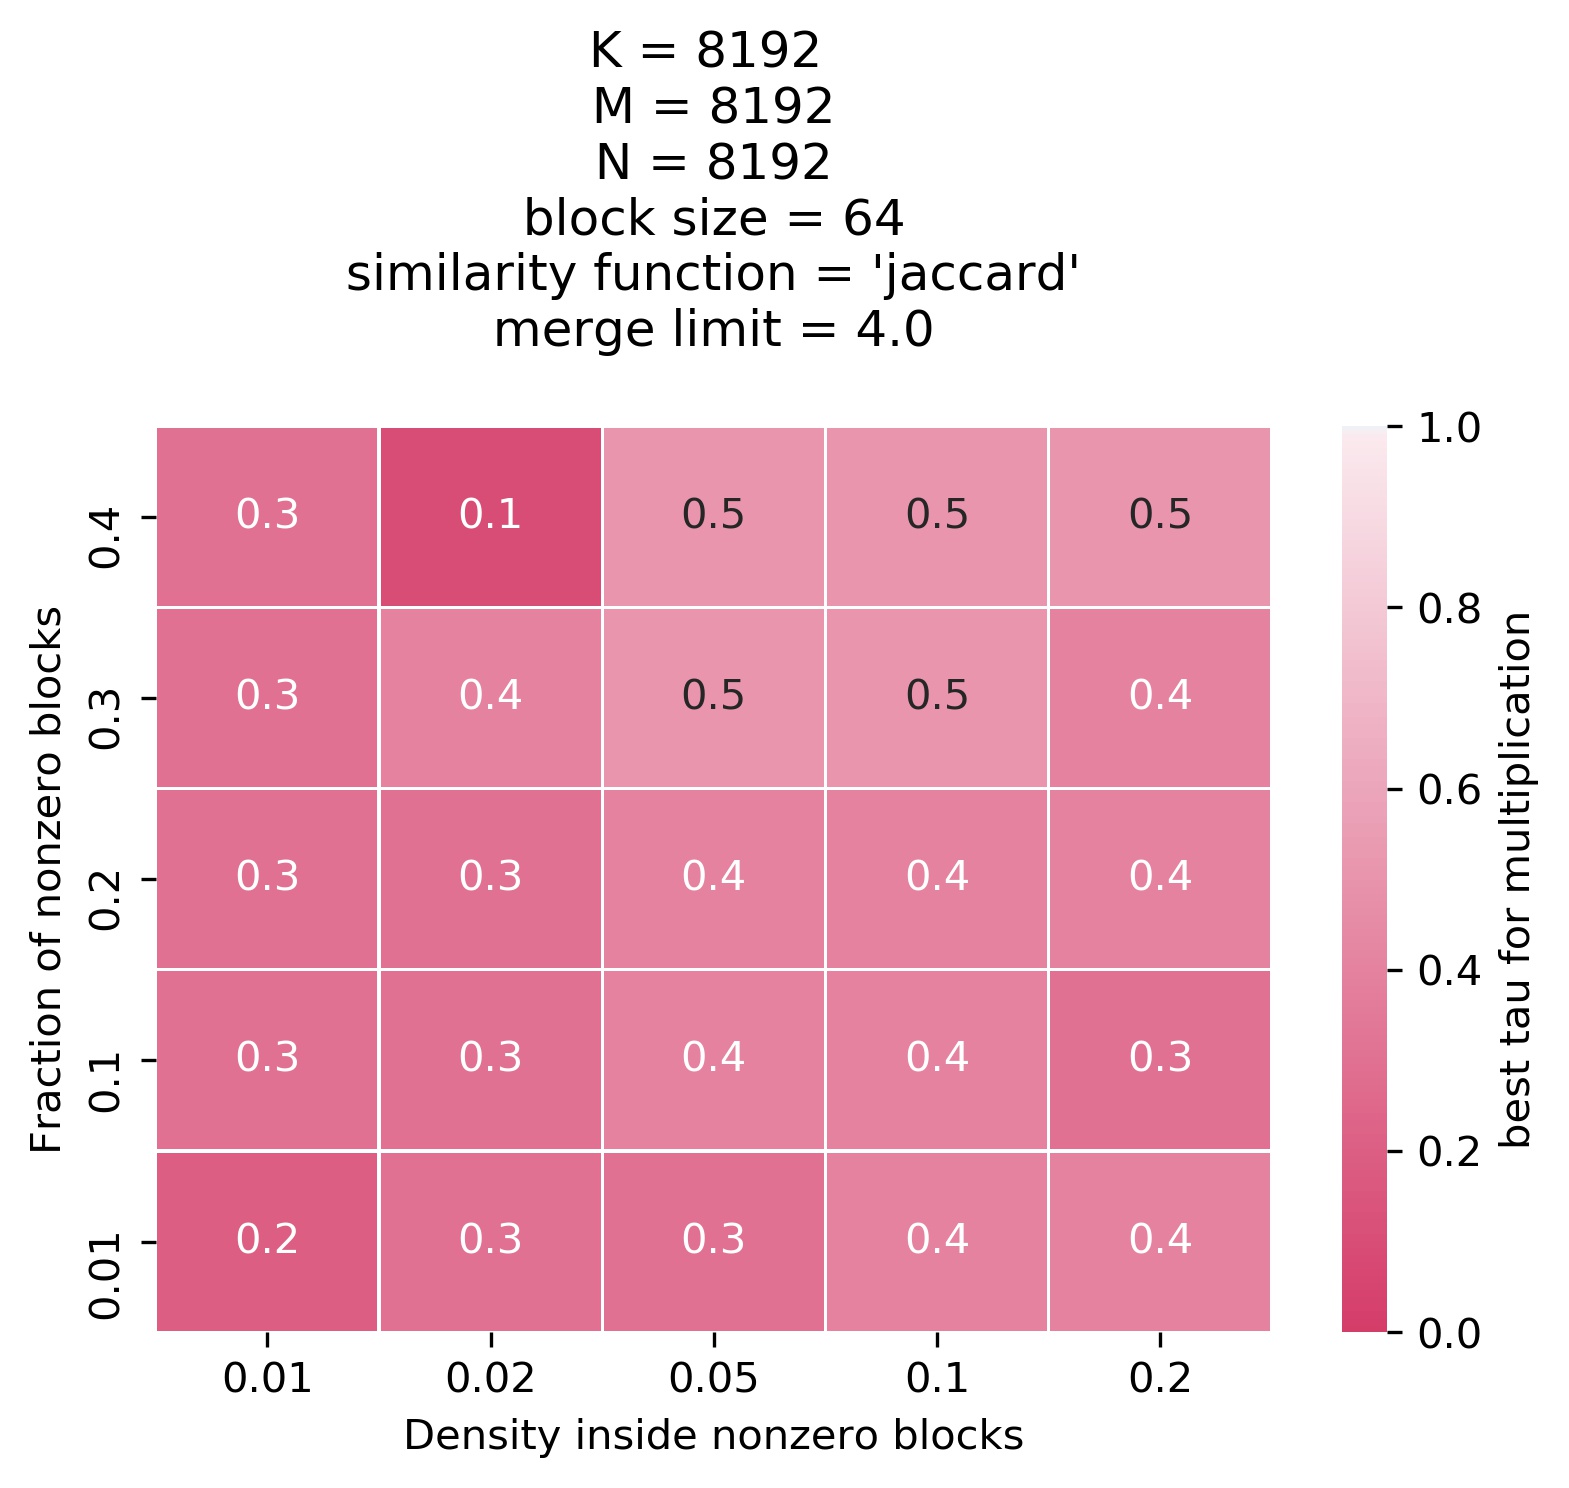 K = 8192
M = 8192
N = 8192
block size = 64
similarity function = 'jaccard'
merge limit = 4.0
Fraction of nonzero blocks
0.4 0.3 0.1 0.5 0.5 0.5
0.3 0.3 0.4 0.5 0.5 0.4
0.2 0.3 0.3 0.4 0.4 0.4
0.1 0.3 0.3 0.4 0.4 0.3
0.01 0.2 0.3 0.3 0.4 0.4
0.01 0.02 0.05 0.1 0.2
Density inside nonzero blocks
1.0
0.8
0.6
0.4
0.2
0.0
best tau for multiplication